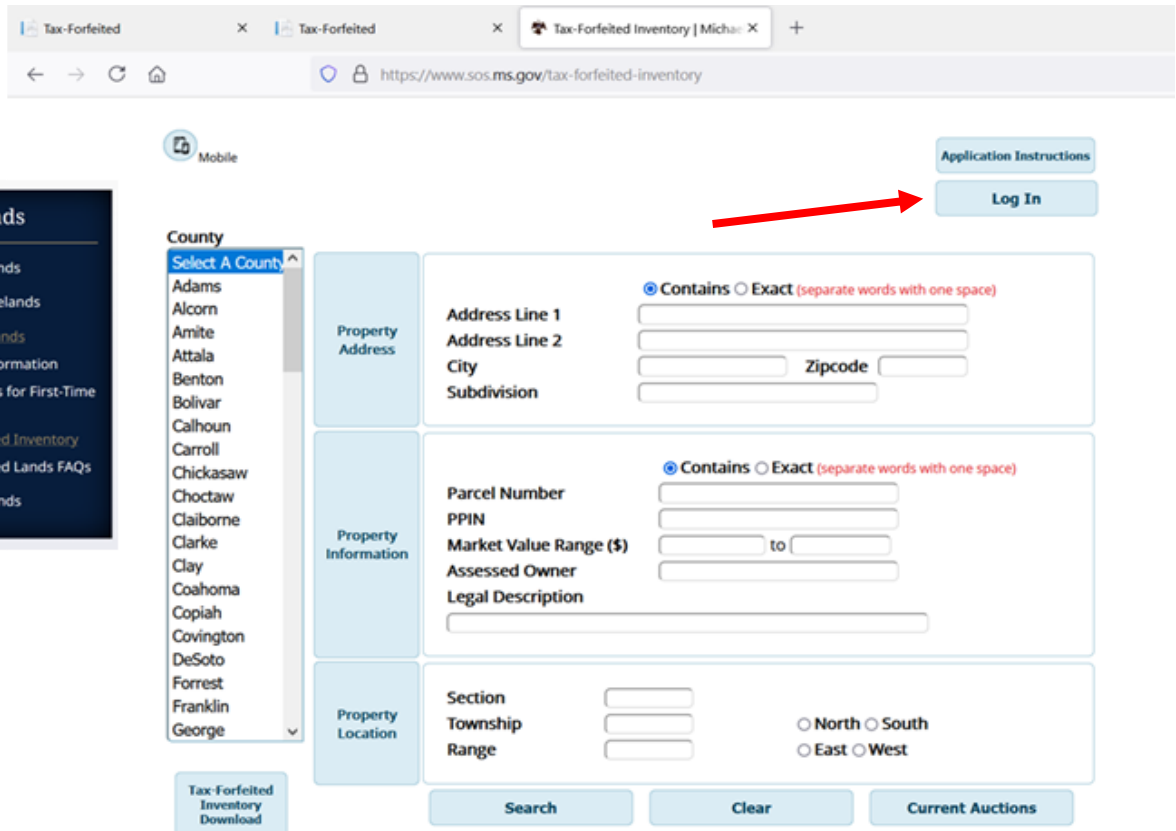 Tax-Forfeited
Tax-Forfeited
Tax-Forfeited Inventory | Michae
https://www.sos.ms.gov/tax-forfeited-inventory
Mobile
Application Instructions
Log In
nds
elands
nds
ormation
s for First-Time
ed Inventory
ed Lands FAQs
nds
County
Select A County
Adams
Alcorn
Amite
Attala
Benton
Bolivar
Calhoun
Carroll
Chickasaw
Choctaw
Claiborne
Clarke
Clay
Coahoma
Copiah
Covington
DeSoto
Forrest
Franklin
George
Tax-Forfeited
Inventory
Download
Property
Address
Contains Exact (separate words with one space)
Address Line 1
Address Line 2
City Zipcode
Subdivision
Property
Information
Contains Exact (separate words with one space)
Parcel Number
PPIN
Market Value Range ($) to
Assessed Owner
Legal Description
Property
Location
Section
Township North South
Range East West
Search Clear Current Auctions